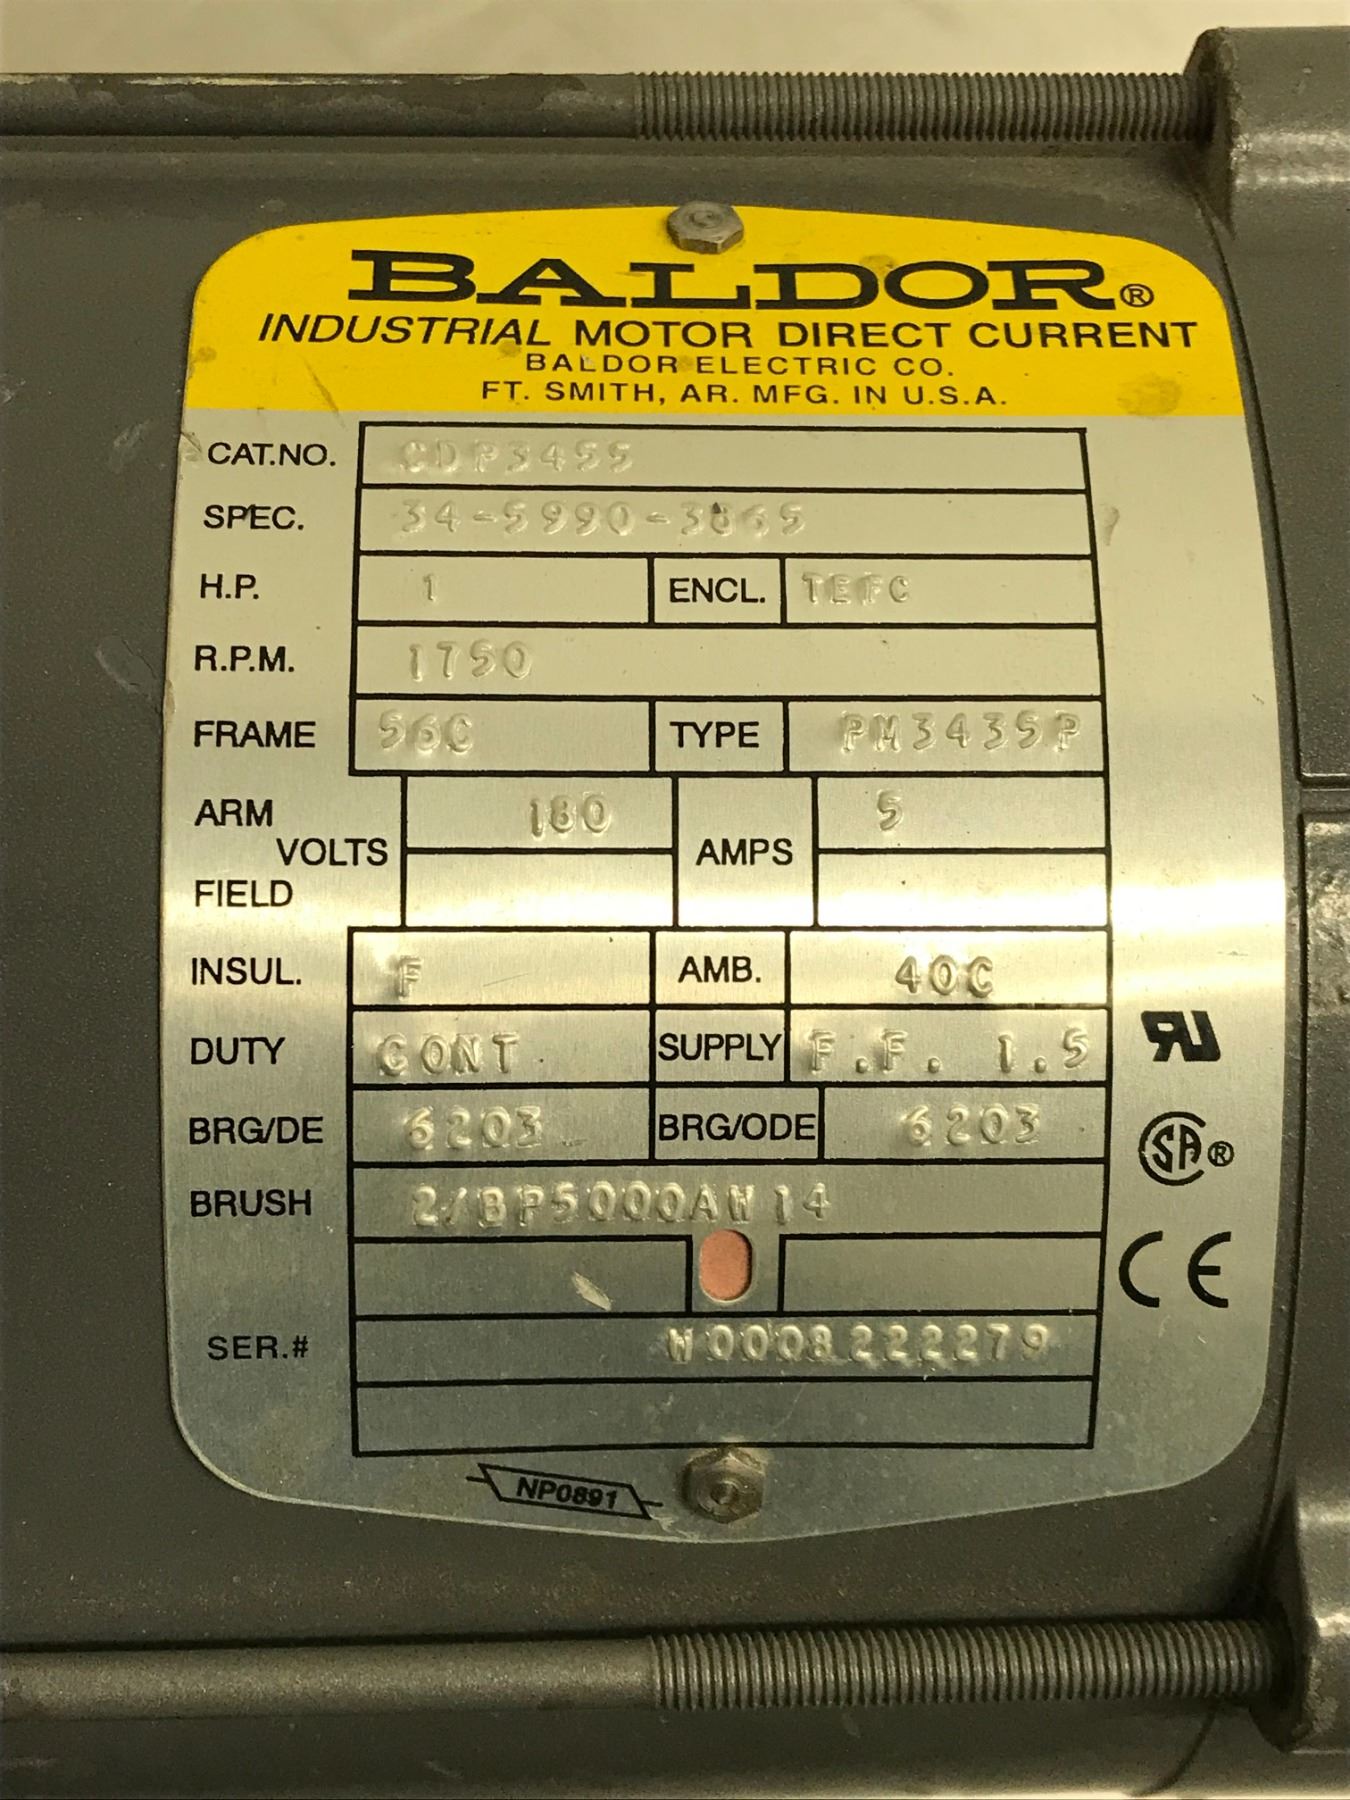 BALDOR®
INDUSTRIAL MOTOR DIRECT CURRENT
BALDOR ELECTRIC CO.
FT. SMITH, AR. MFG. IN U.S.A.
CAT.NO. CDP3455
SPEC. 34-5990-3865
H.P. 1 ENCL. TEFC
R.P.M. 1750
FRAME 56C TYPE PM3435P
ARM 180 5
VOLTS AMPS
FIELD
INSUL. F AMB. 40C
DUTY CONT SUPPLY F.F. 1.5
BRG/DE 6203 BRG/ODE 6203
BRUSH 2/BP5000AW14
SER.# W0008222279
NP0891
RU
SA®
CE